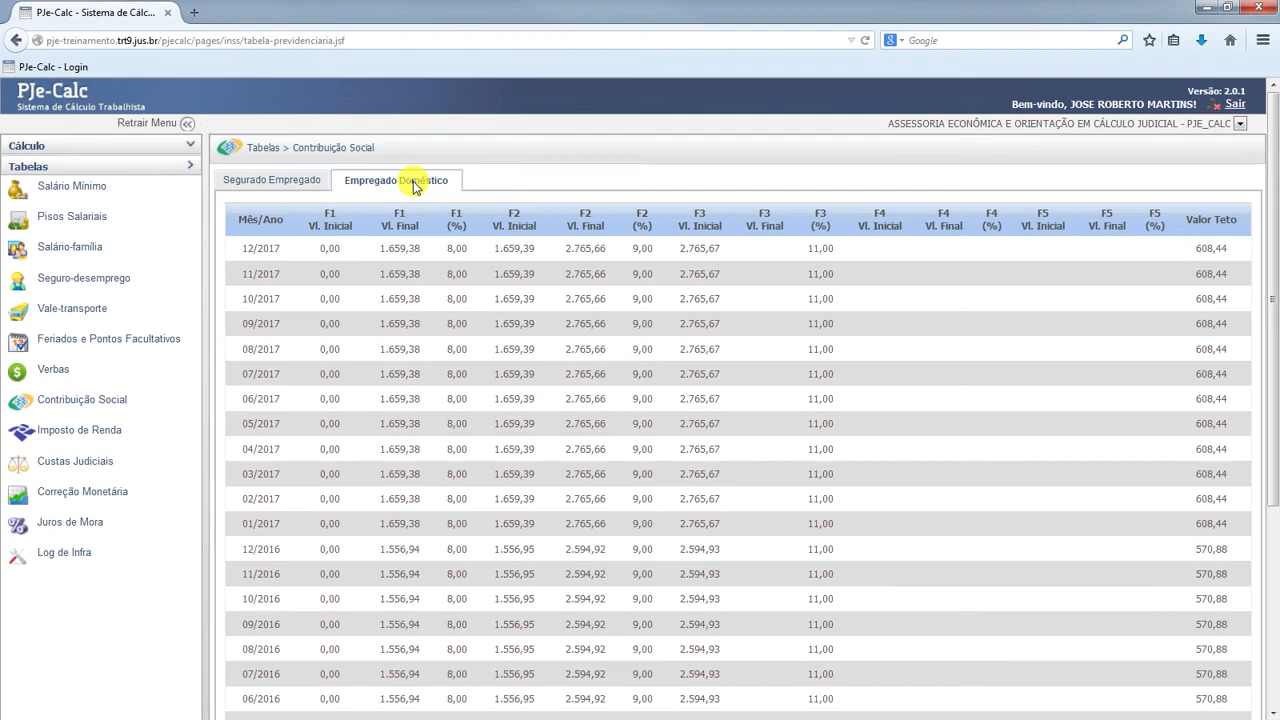 PJe-Calc - Sistema de Cálc...
pje-treinamento.trt9.jus.br/pjecalc/pages/inss/tabela-previdenciaria.jsf
Google
PJe-Calc - Login
PJe-Calc
Sistema de Cálculo Trabalhista
Versão: 2.0.1
Bem-vindo, JOSE ROBERTO MARTINS! Sair
Retrair Menu
ASSESSORIA ECONÔMICA E ORIENTAÇÃO EM CÁLCULO JUDICIAL - PJE_CALC
Cálculo
Tabelas
Salário Mínimo
Pisos Salariais
Salário-família
Seguro-desemprego
Vale-transporte
Feriados e Pontos Facultativos
Verbas
Contribuição Social
Imposto de Renda
Custas Judiciais
Correção Monetária
Juros de Mora
Log de Infra
Tabelas > Contribuição Social
Segurado Empregado Empregado Doméstico
Mês/Ano F1 Vl. Inicial F1 Vl. Final F1 (%) F2 Vl. Inicial F2 Vl. Final F2 (%) F3 Vl. Inicial F3 Vl. Final F3 (%) F4 Vl. Inicial F4 Vl. Final F4 (%) F5 Vl. Inicial F5 Vl. Final F5 (%) Valor Teto
12/2017 0,00 1.659,38 8,00 1.659,39 2.765,66 9,00 2.765,67 11,00 608,44
11/2017 0,00 1.659,38 8,00 1.659,39 2.765,66 9,00 2.765,67 11,00 608,44
10/2017 0,00 1.659,38 8,00 1.659,39 2.765,66 9,00 2.765,67 11,00 608,44
09/2017 0,00 1.659,38 8,00 1.659,39 2.765,66 9,00 2.765,67 11,00 608,44
08/2017 0,00 1.659,38 8,00 1.659,39 2.765,66 9,00 2.765,67 11,00 608,44
07/2017 0,00 1.659,38 8,00 1.659,39 2.765,66 9,00 2.765,67 11,00 608,44
06/2017 0,00 1.659,38 8,00 1.659,39 2.765,66 9,00 2.765,67 11,00 608,44
05/2017 0,00 1.659,38 8,00 1.659,39 2.765,66 9,00 2.765,67 11,00 608,44
04/2017 0,00 1.659,38 8,00 1.659,39 2.765,66 9,00 2.765,67 11,00 608,44
03/2017 0,00 1.659,38 8,00 1.659,39 2.765,66 9,00 2.765,67 11,00 608,44
02/2017 0,00 1.659,38 8,00 1.659,39 2.765,66 9,00 2.765,67 11,00 608,44
01/2017 0,00 1.659,38 8,00 1.659,39 2.765,66 9,00 2.765,67 11,00 608,44
12/2016 0,00 1.556,94 8,00 1.556,95 2.594,92 9,00 2.594,93 11,00 570,88
11/2016 0,00 1.556,94 8,00 1.556,95 2.594,92 9,00 2.594,93 11,00 570,88
10/2016 0,00 1.556,94 8,00 1.556,95 2.594,92 9,00 2.594,93 11,00 570,88
09/2016 0,00 1.556,94 8,00 1.556,95 2.594,92 9,00 2.594,93 11,00 570,88
08/2016 0,00 1.556,94 8,00 1.556,95 2.594,92 9,00 2.594,93 11,00 570,88
07/2016 0,00 1.556,94 8,00 1.556,95 2.594,92 9,00 2.594,93 11,00 570,88
06/2016 0,00 1.556,94 8,00 1.556,95 2.594,92 9,00 2.594,93 11,00 570,88